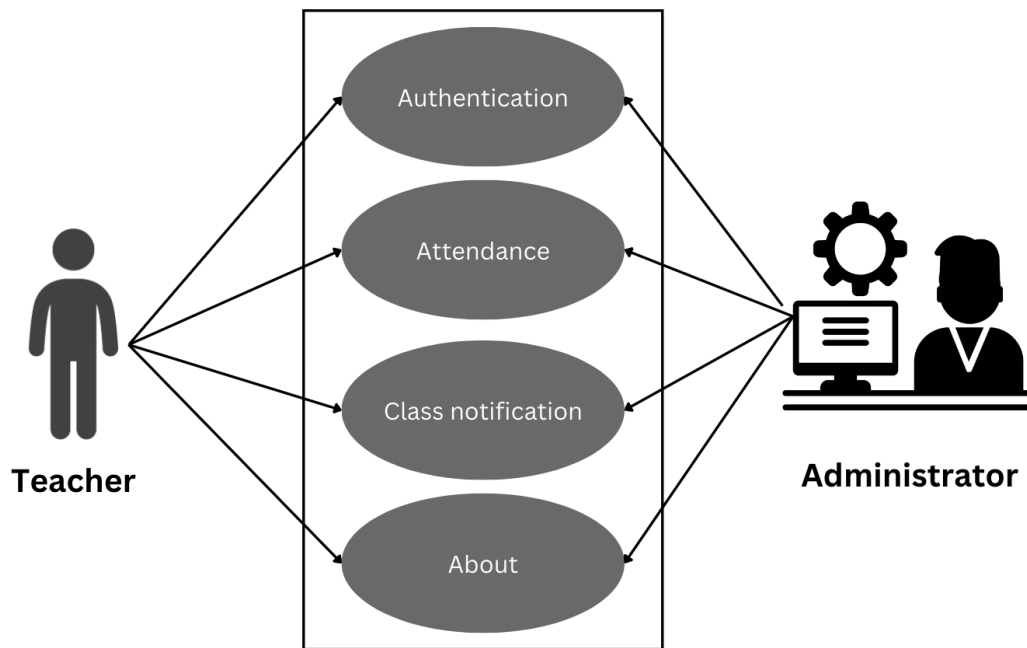 Authentication
Attendance
Class notification
About
Teacher
Administrator